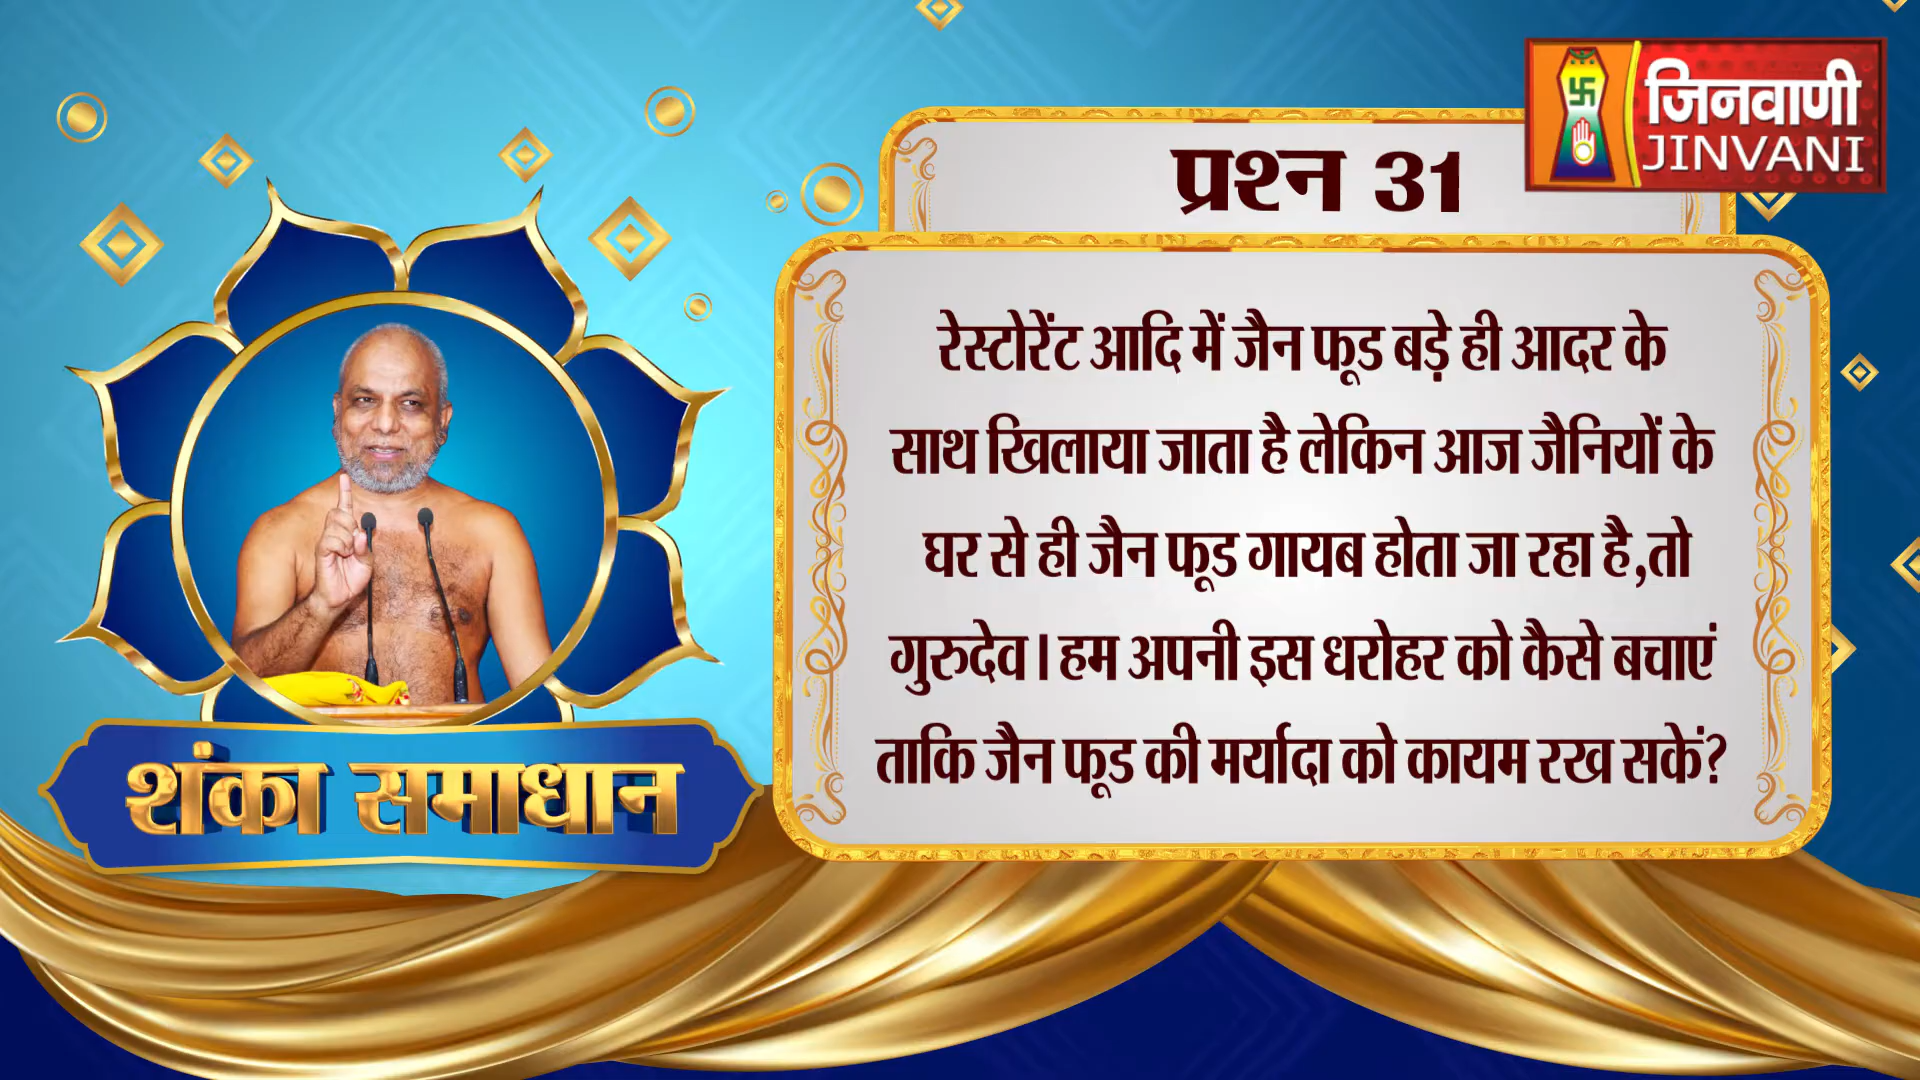 जिनवाणी
JINVANI
प्रश्न 31
रेस्टोरेंट आदि में जैन फूड बड़े ही आदर के
साथ खिलाया जाता है लेकिन आज जैनियों के
घर से ही जैन फूड गायब होता जा रहा है,तो
गुरुदेव। हम अपनी इस धरोहर को कैसे बचाएं
ताकि जैन फूड की मर्यादा को कायम रख सकें?
शंका समाधान